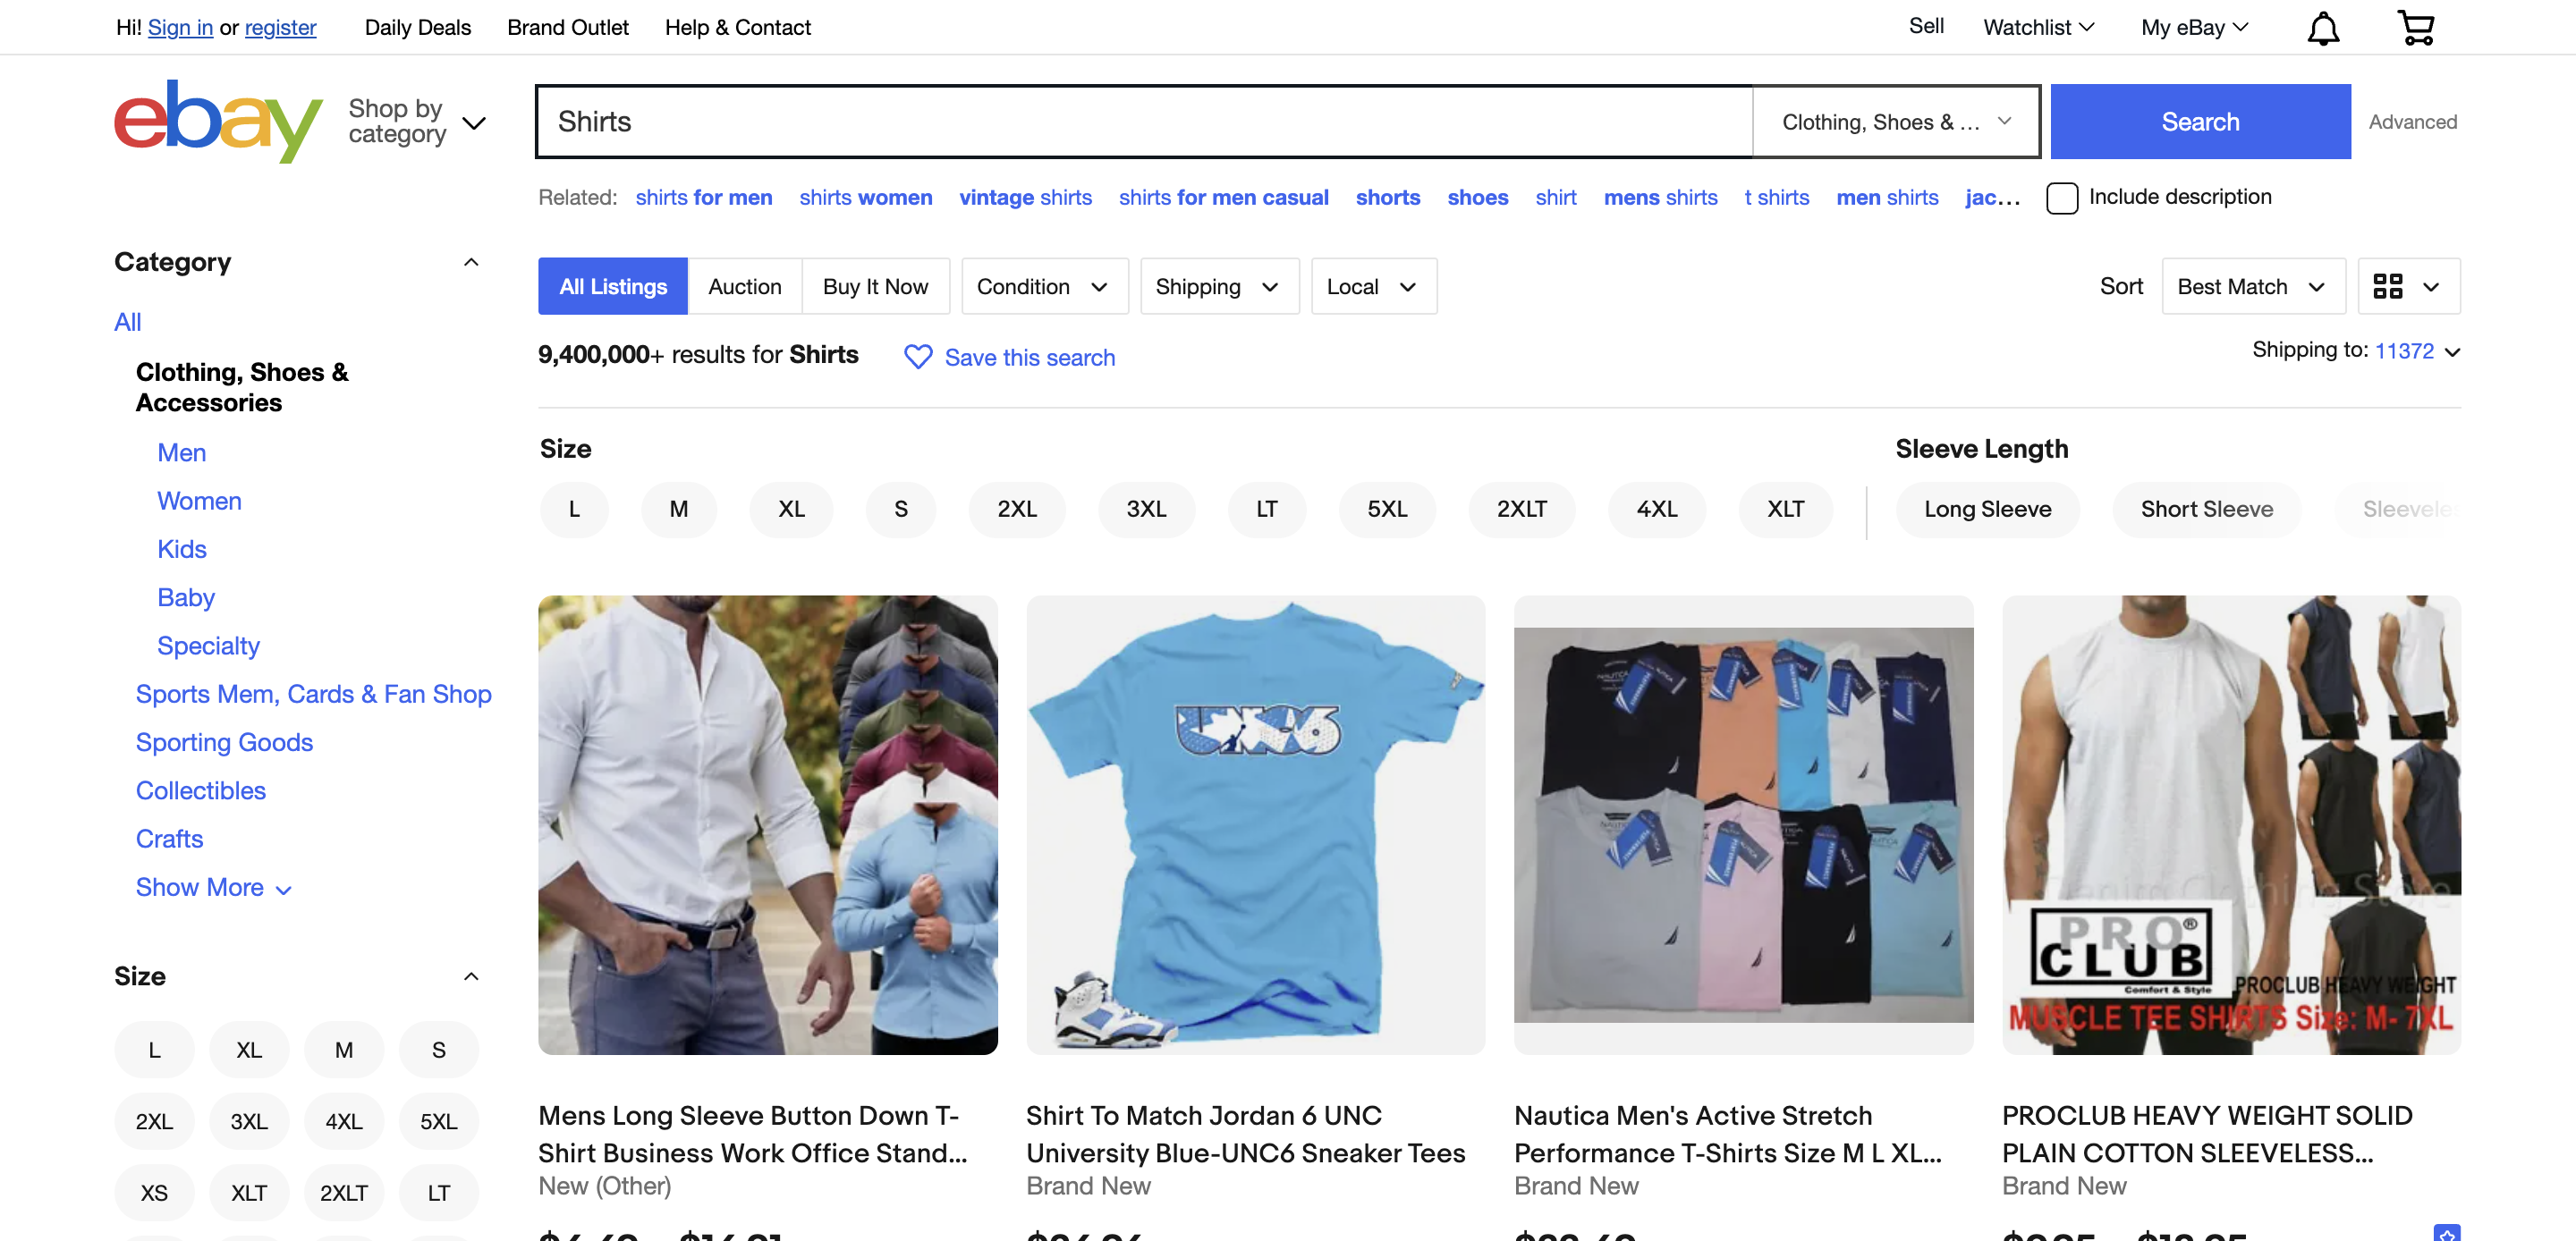 Hi! Sign in or register Daily Deals Brand Outlet Help & Contact Sell Watchlist My eBay
ebay
Shop by
category
Shirts
Clothing, Shoes & ...
Search
Advanced
Related: shirts for men shirts women vintage shirts shirts for men casual shorts shoes shirt mens shirts t shirts men shirts jac... Include description
Category
All
Clothing, Shoes &
Accessories
Men
Women
Kids
Baby
Specialty
Sports Mem, Cards & Fan Shop
Sporting Goods
Collectibles
Crafts
Show More
Size
L XL M S
2XL 3XL 4XL 5XL
XS XLT 2XLT LT
All Listings Auction Buy It Now Condition Shipping Local Sort Best Match
9,400,000+ results for Shirts Save this search Shipping to: 11372
Size Sleeve Length
L M XL S 2XL 3XL LT 5XL 2XLT 4XL XLT Long Sleeve Short Sleeve
UNC6
NAUTICA
PRO
CLUB
Comfort & Style
Denim Clothing Store
PROCLUB HEAVY WEIGHT
MUSCLE TEE SHIRTS Size: M- 7XL
Mens Long Sleeve Button Down T-
Shirt Business Work Office Stand...
New (Other)
Shirt To Match Jordan 6 UNC
University Blue-UNC6 Sneaker Tees
Brand New
Nautica Men's Active Stretch
Performance T-Shirts Size M L XL...
Brand New
PROCLUB HEAVY WEIGHT SOLID
PLAIN COTTON SLEEVELESS...
Brand New